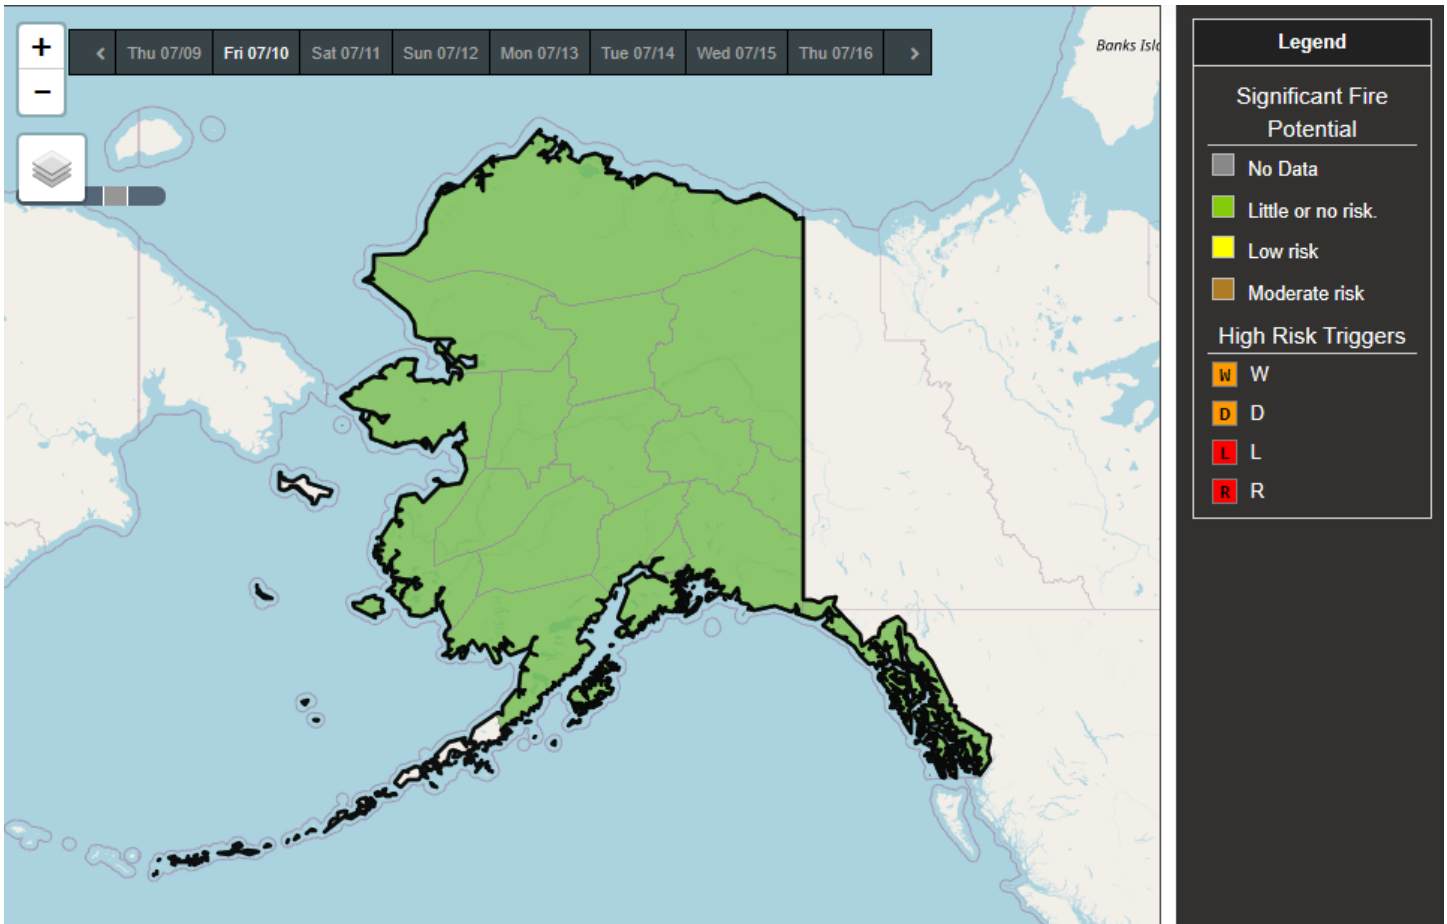 +
−
‹ Thu 07/09 Fri 07/10 Sat 07/11 Sun 07/12 Mon 07/13 Tue 07/14 Wed 07/15 Thu 07/16 ›
Banks
Legend
Significant Fire
Potential
No Data
Little or no risk.
Low risk
Moderate risk
High Risk Triggers
W W
D D
L L
R R